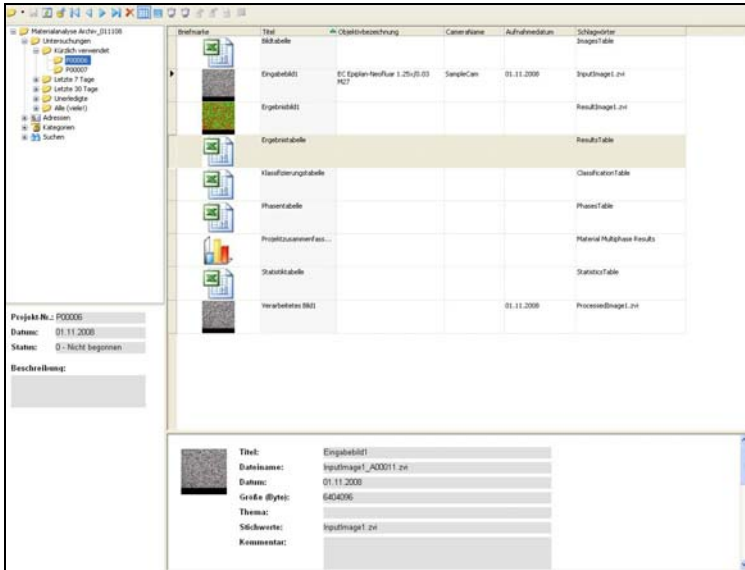 Materialanalyse Archiv_011108
Untersuchungen
Kürzlich verwendet
P00006
P00007
Letzte 7 Tage
Letzte 30 Tage
Unerledigte
Alle (viele!)
Adressen
Kategorien
Suchen
Projekt-Nr.: P00006
Datum: 01.11.2008
Status: 0 - Nicht begonnen
Beschreibung:
Briefmarke Titel Objektivbezeichnung CameraName Aufnahmedatum Schlagwörter
Bildtabelle ImagesTable
Eingabebild1 EC Epiplan-Neofluar 1.25x/0.03 M27 SampleCam 01.11.2008 InputImage1.zvi
Ergebnisbild1 ResultImage1.zvi
Ergebnistabelle ResultsTable
Klassifizierungstabelle ClassificationTable
Phasentabelle PhasesTable
Projektzusammenfass... Material Multiphase Results
Statistiktabelle StatisticsTable
Verarbeitetes Bild1 01.11.2008 ProcessedImage1.zvi
Titel: Eingabebild1
Dateiname: InputImage1_A00011.zvi
Datum: 01.11.2008
Größe (Byte): 6404096
Thema:
Stichworte: InputImage1.zvi
Kommentar: